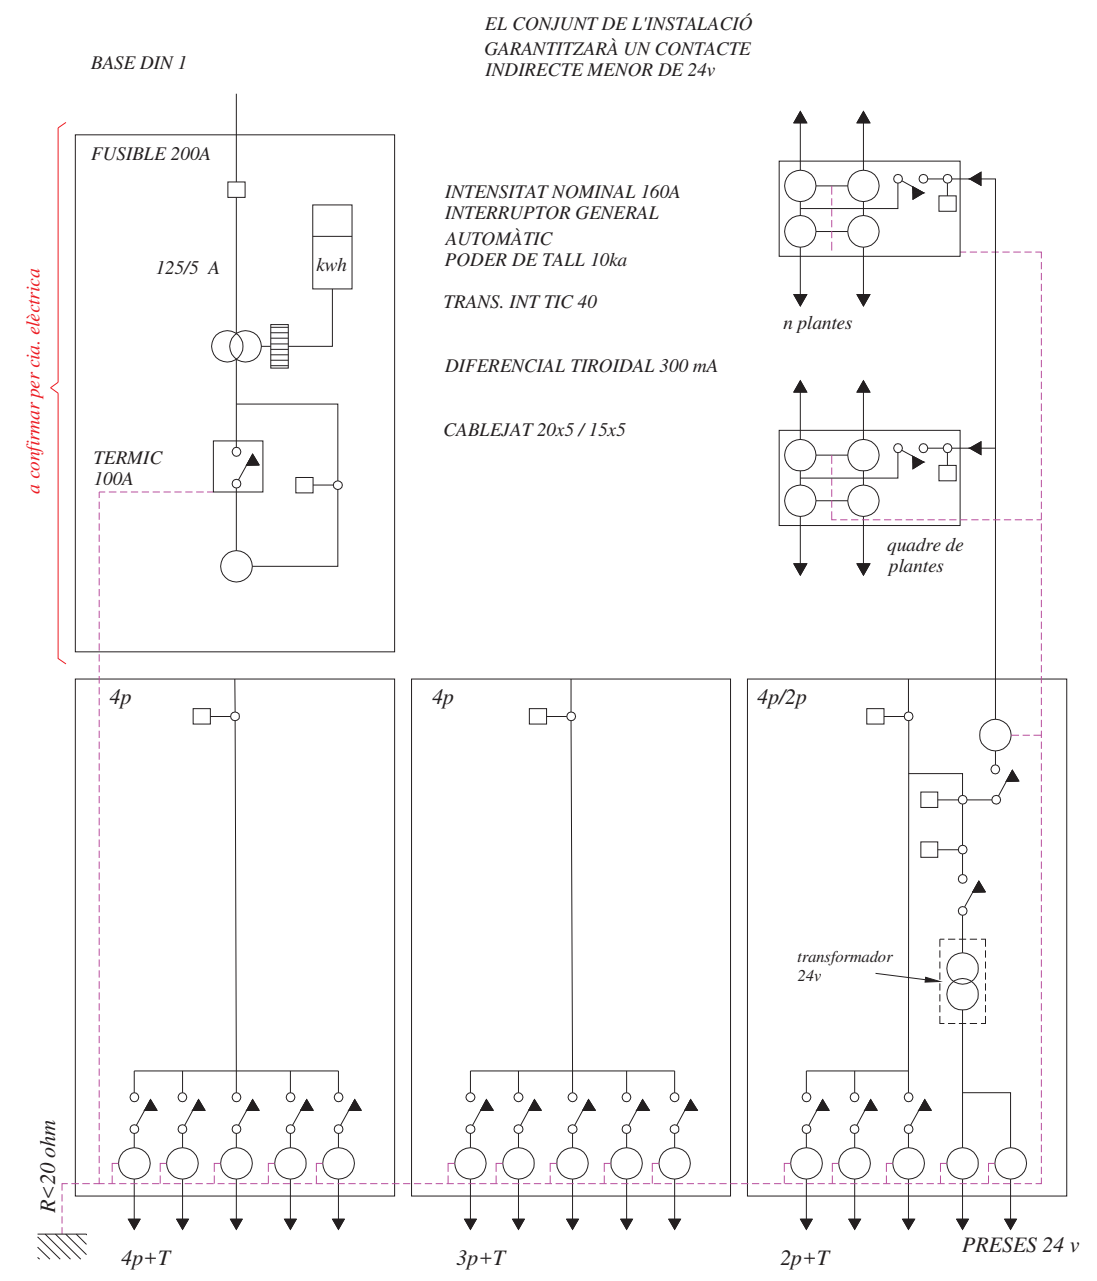 EL CONJUNT DE L'INSTALACIÓ
GARANTITZARÀ UN CONTACTE
INDIRECTE MENOR DE 24v
BASE DIN 1
FUSIBLE 200A
125/5 A
kwh
TERMIC
100A
a confirmar per cia. elèctrica
INTENSITAT NOMINAL 160A
INTERRUPTOR GENERAL
AUTOMÀTIC
PODER DE TALL 10ka
TRANS. INT TIC 40
DIFERENCIAL TIROIDAL 300 mA
CABLEJAT 20x5 / 15x5
n plantes
quadre de
plantes
4p
4p
4p/2p
transformador
24v
R<20 ohm
4p+T
3p+T
2p+T
PRESES 24 v